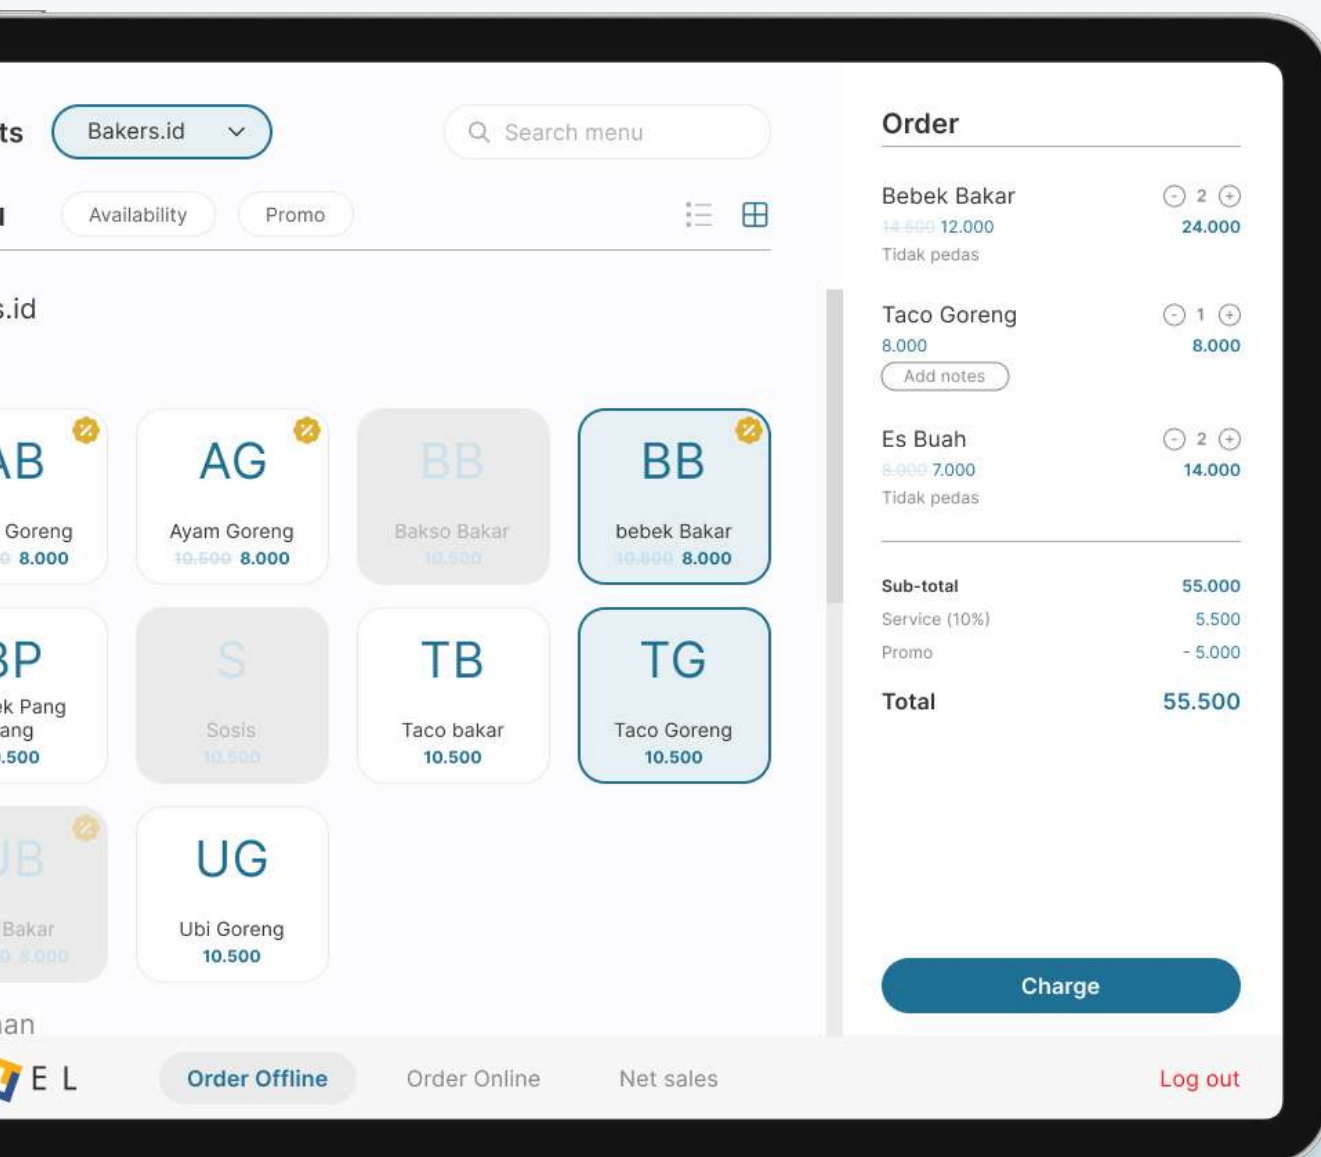 ts
Bakers.id
Search menu
Availability
Promo
s.id
AB
Goreng
8.000
AG
Ayam Goreng
10.500 8.000
BB
Bakso Bakar
10.500
BB
bebek Bakar
10.500 8.000
BP
ek Pang
ang
.500
S
Sosis
10.500
TB
Taco bakar
10.500
TG
Taco Goreng
10.500
UB
Bakar
0 8.000
UG
Ubi Goreng
10.500
an
Order
Bebek Bakar
- 2 +
14.500 12.000
24.000
Tidak pedas
Taco Goreng
- 1 +
8.000
8.000
Add notes
Es Buah
- 2 +
8.000 7.000
14.000
Tidak pedas
Sub-total
55.000
Service (10%)
5.500
Promo
- 5.000
Total
55.500
Charge
E L
Order Offline
Order Online
Net sales
Log out